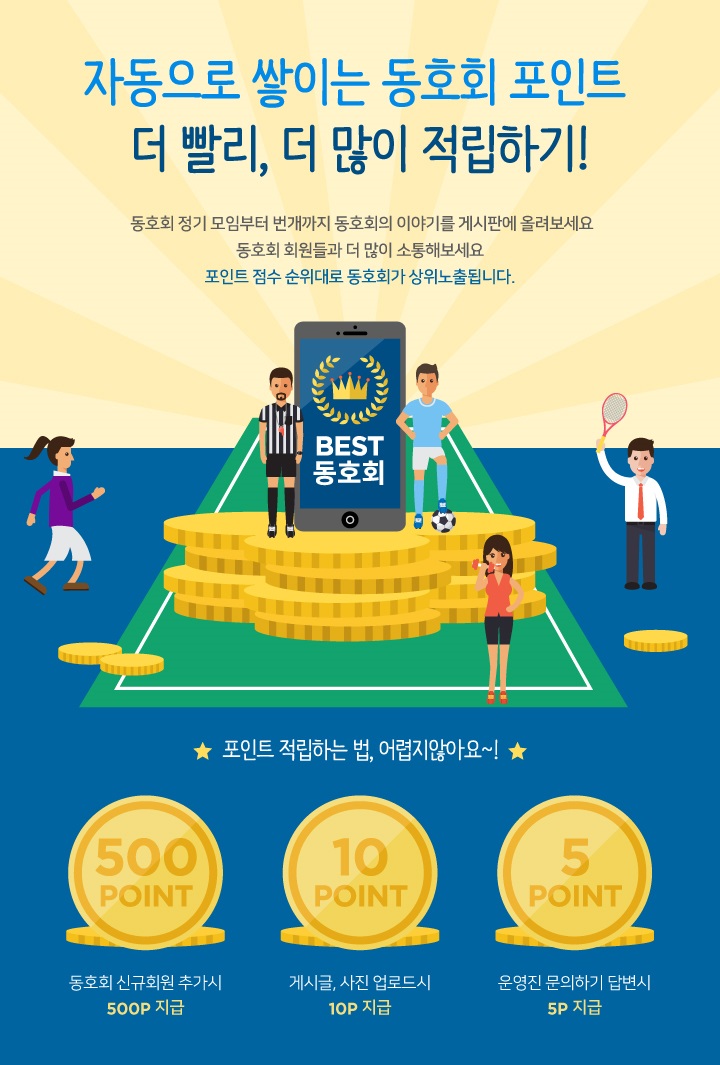 자동으로 쌓이는 동호회 포인트
더 빨리, 더 많이 적립하기!
동호회 정기 모임부터 번개까지 동호회의 이야기를 게시판에 올려보세요
동호회 회원들과 더 많이 소통해보세요
포인트 점수 순위대로 동호회가 상위노출됩니다.
BEST
동호회
포인트 적립하는 법, 어렵지않아요~!
500
POINT
10
POINT
5
POINT
동호회 신규회원 추가시
500P 지급
게시글, 사진 업로드시
10P 지급
운영진 문의하기 답변시
5P 지급